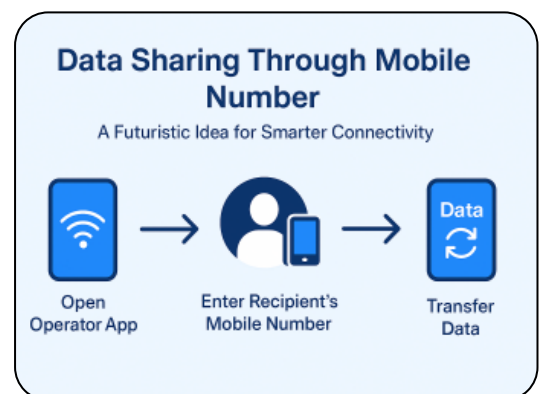 Data Sharing Through Mobile
Number
A Futuristic Idea for Smarter Connectivity
Data
Open
Operator App
Enter Recipient's
Mobile Number
Transfer
Data